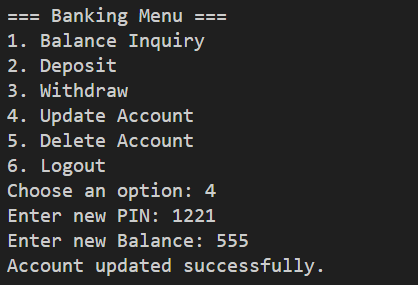 === Banking Menu ===
1. Balance Inquiry
2. Deposit
3. Withdraw
4. Update Account
5. Delete Account
6. Logout
Choose an option: 4
Enter new PIN: 1221
Enter new Balance: 555
Account updated successfully.